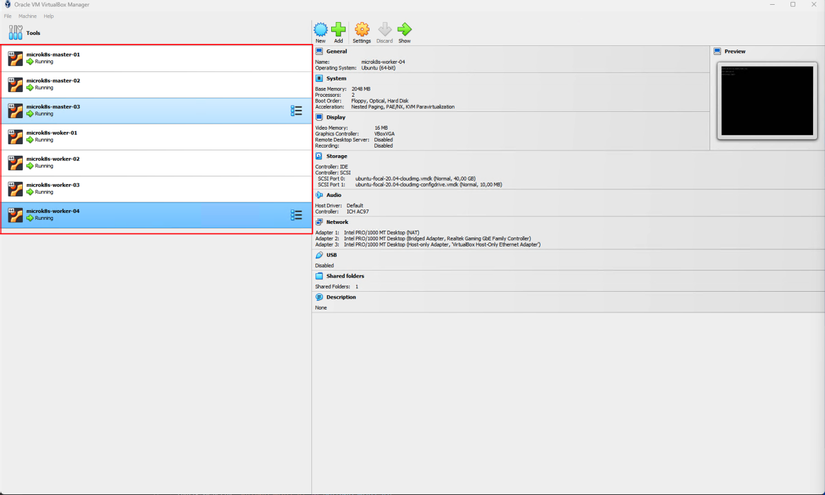 Oracle VM VirtualBox Manager
File Machine Help
Tools
microk8s-master-01
Running
microk8s-master-02
Running
microk8s-master-03
Running
microk8s-woker-01
Running
microk8s-worker-02
Running
microk8s-worker-03
Running
microk8s-worker-04
Running
New Add Settings Discard Show
General
Name: microk8s-worker-04
Operating System: Ubuntu (64-bit)
System
Base Memory: 2048 MB
Processors: 2
Boot Order: Floppy, Optical, Hard Disk
Acceleration: Nested Paging, PAE/NX, KVM Paravirtualization
Display
Video Memory: 16 MB
Graphics Controller: VBoxVGA
Remote Desktop Server: Disabled
Recording: Disabled
Storage
Controller: IDE
Controller: SCSI
SCSI Port 0: ubuntu-focal-20.04-cloudimg.vmdk (Normal, 40,00 GB)
SCSI Port 1: ubuntu-focal-20.04-cloudimg-configdrive.vmdk (Normal, 10,00 MB)
Audio
Host Driver: Default
Controller: ICH AC97
Network
Adapter 1: Intel PRO/1000 MT Desktop (NAT)
Adapter 2: Intel PRO/1000 MT Desktop (Bridged Adapter, Realtek Gaming GbE Family Controller)
Adapter 3: Intel PRO/1000 MT Desktop (Host-only Adapter, 'VirtualBox Host-Only Ethernet Adapter')
USB
Disabled
Shared folders
Shared Folders: 1
Description
None
Preview